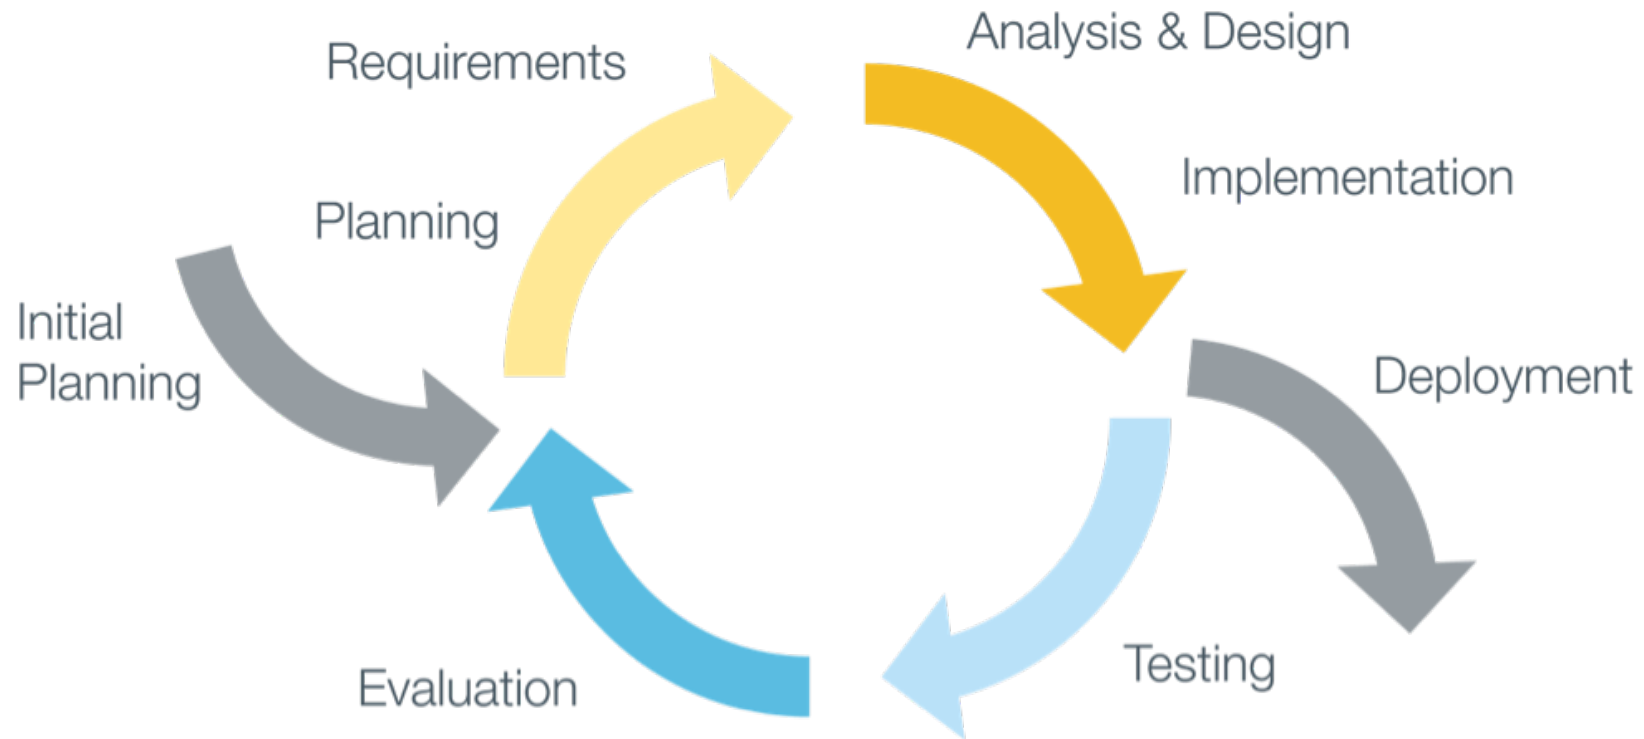 Requirements
Analysis & Design
Planning
Implementation
Initial
Planning
Deployment
Evaluation
Testing